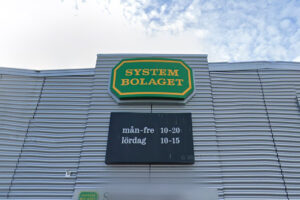 SYSTEM
BOLAGET
mån-fre 10-20
lördag 10-15